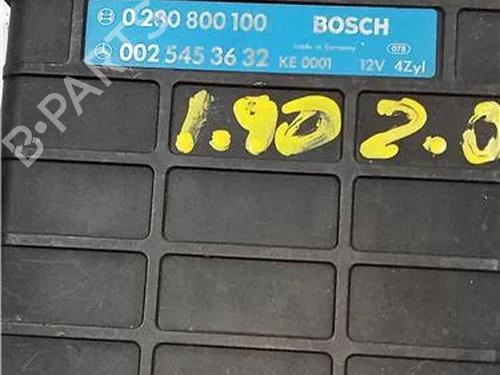 0 280 800 100 BOSCH
made in Germany 078
002 545 36 32 KE 0001 12V 4Zyl
1.90 2.0
B-PARTS